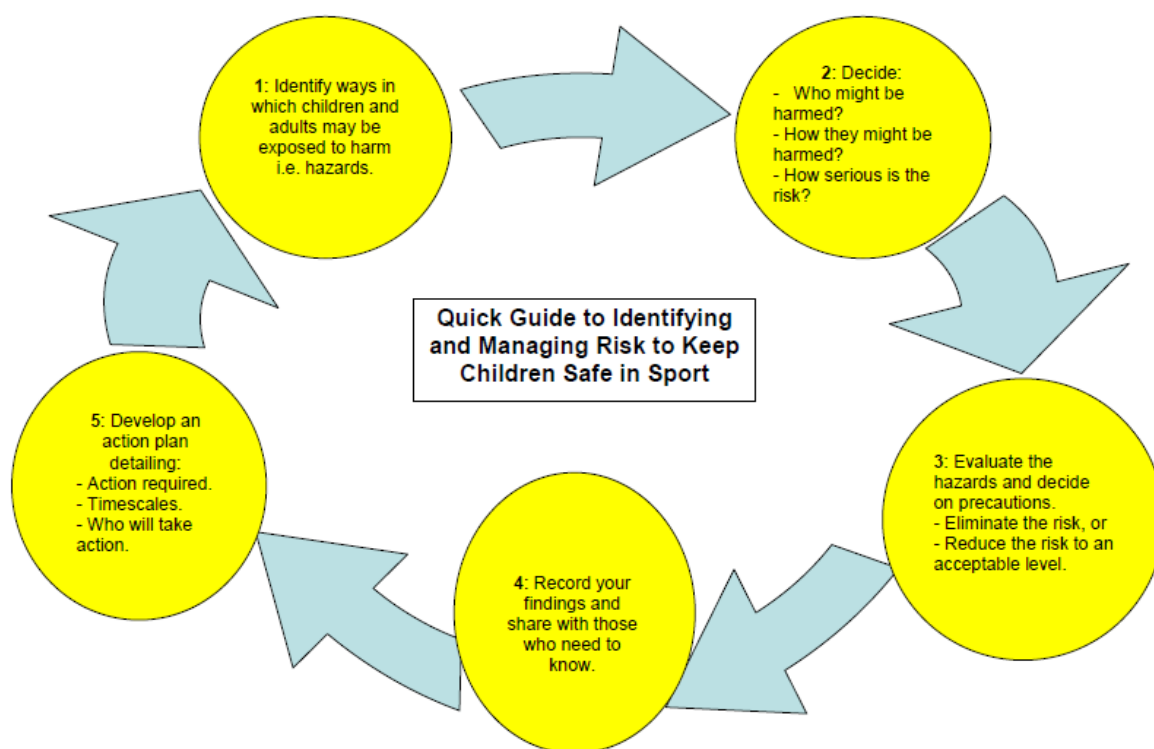 1: Identify ways in
which children and
adults may be
exposed to harm
i.e. hazards.
2: Decide:
- Who might be
harmed?
- How they might be
harmed?
- How serious is the
risk?
Quick Guide to Identifying
and Managing Risk to Keep
Children Safe in Sport
3: Evaluate the
hazards and decide
on precautions.
- Eliminate the risk, or
- Reduce the risk to an
acceptable level.
4: Record your
findings and
share with those
who need to
know.
5: Develop an
action plan
detailing:
- Action required.
- Timescales.
- Who will take
action.